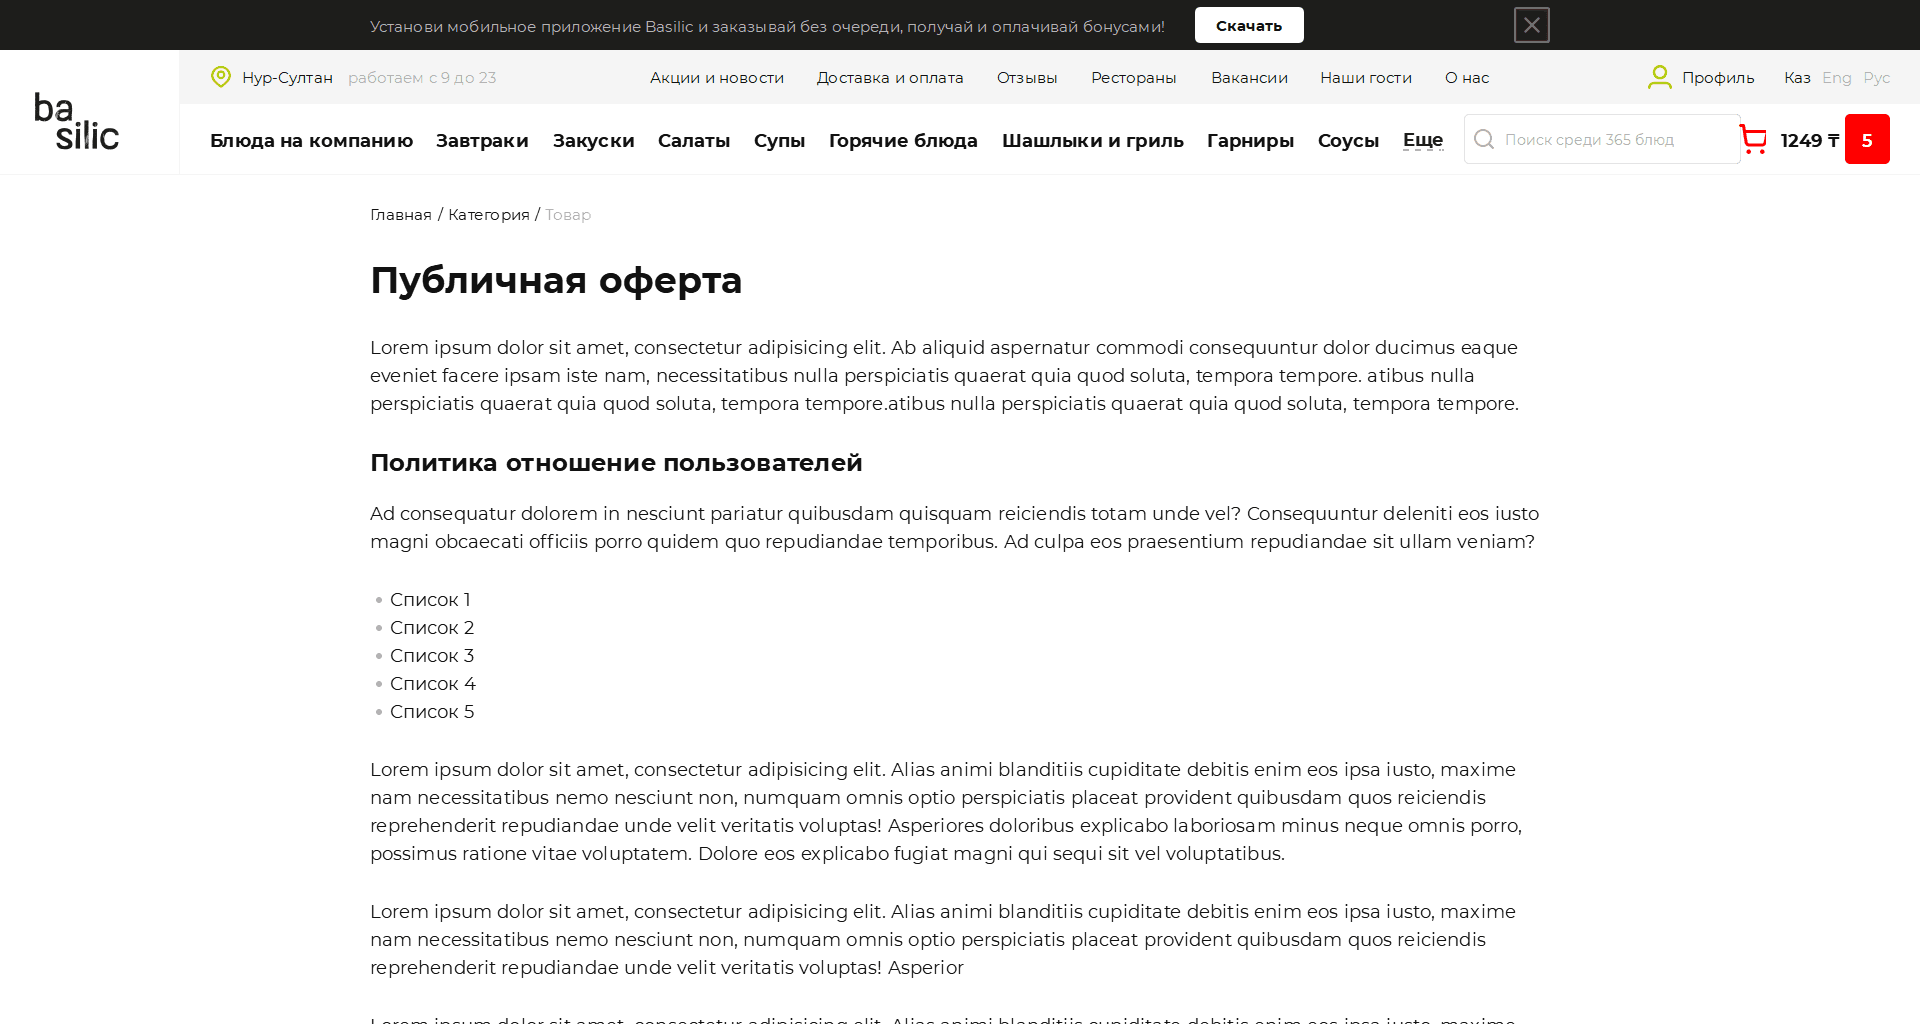 Установи мобильное приложение Basilic и заказывай без очереди, получай и оплачивай бонусами!
Скачать
ba
silic
Нур-Султан работаем с 9 до 23
Акции и новости Доставка и оплата Отзывы Рестораны Вакансии Наши гости О нас
Профиль Каз Eng Рус
Блюда на компанию Завтраки Закуски Салаты Супы Горячие блюда Шашлыки и гриль Гарниры Соусы Еще
Поиск среди 365 блюд
1249 ₸ 5
Главная / Категория / Товар
Публичная оферта
Lorem ipsum dolor sit amet, consectetur adipisicing elit. Ab aliquid aspernatur commodi consequuntur dolor ducimus eaque
eveniet facere ipsam iste nam, necessitatibus nulla perspiciatis quaerat quia quod soluta, tempora tempore. atibus nulla
perspiciatis quaerat quia quod soluta, tempora tempore.atibus nulla perspiciatis quaerat quia quod soluta, tempora tempore.
Политика отношение пользователей
Ad consequatur dolorem in nesciunt pariatur quibusdam quisquam reiciendis totam unde vel? Consequuntur deleniti eos iusto
magni obcaecati officiis porro quidem quo repudiandae temporibus. Ad culpa eos praesentium repudiandae sit ullam veniam?
Список 1
Список 2
Список 3
Список 4
Список 5
Lorem ipsum dolor sit amet, consectetur adipisicing elit. Alias animi blanditiis cupiditate debitis enim eos ipsa iusto, maxime
nam necessitatibus nemo nesciunt non, numquam omnis optio perspiciatis placeat provident quibusdam quos reiciendis
reprehenderit repudiandae unde velit veritatis voluptas! Asperiores doloribus explicabo laboriosam minus neque omnis porro,
possimus ratione vitae voluptatem. Dolore eos explicabo fugiat magni qui sequi sit vel voluptatibus.
Lorem ipsum dolor sit amet, consectetur adipisicing elit. Alias animi blanditiis cupiditate debitis enim eos ipsa iusto, maxime
nam necessitatibus nemo nesciunt non, numquam omnis optio perspiciatis placeat provident quibusdam quos reiciendis
reprehenderit repudiandae unde velit veritatis voluptas! Asperior